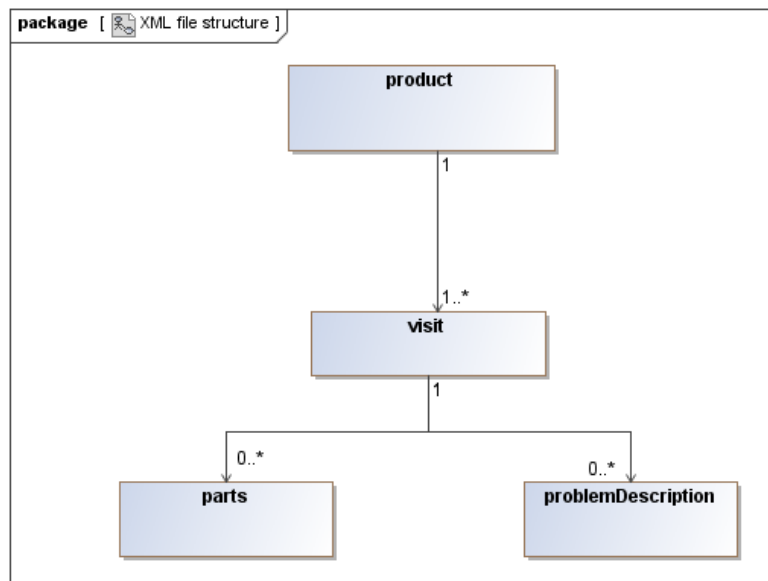 package [ XML file structure ]
product
1
1..*
visit
1
0..*
0..*
parts
problemDescription